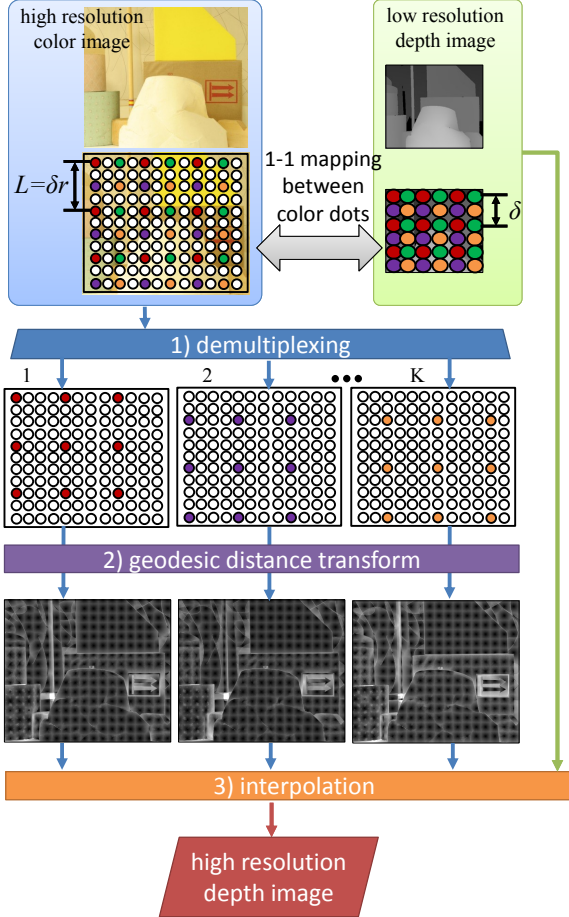 high resolution
color image
low resolution
depth image
L=δr
1-1 mapping
between
color dots
δ
1) demultiplexing
1
2
•••
K
2) geodesic distance transform
3) interpolation
high resolution
depth image